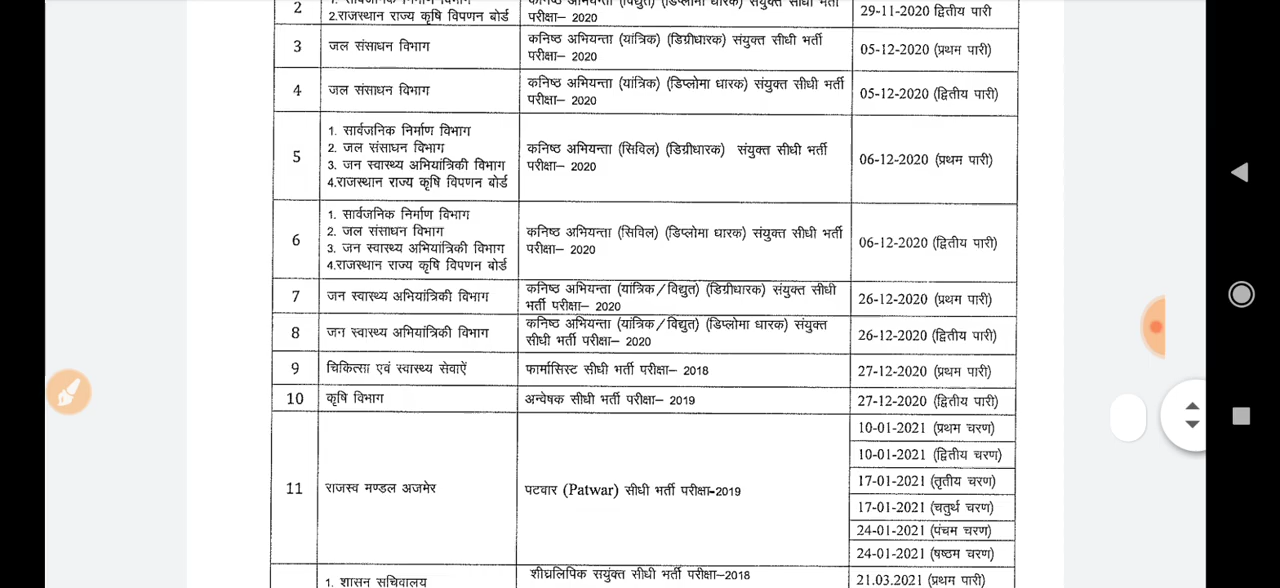 2
2.राजस्थान राज्य कृषि विपणन बोर्ड
कनिष्ठ अभियन्ता (विद्युत) (डिप्लोमा धारक) संयुक्त सीधी भर्ती
परीक्षा– 2020
29-11-2020 द्वितीय पारी
3
जल संसाधन विभाग
कनिष्ठ अभियन्ता (यांत्रिक) (डिग्रीधारक) संयुक्त सीधी भर्ती
परीक्षा– 2020
05-12-2020 (प्रथम पारी)
4
जल संसाधन विभाग
कनिष्ठ अभियन्ता (यांत्रिक) (डिप्लोमा धारक) संयुक्त सीधी भर्ती
परीक्षा– 2020
05-12-2020 (द्वितीय पारी)
5
1. सार्वजनिक निर्माण विभाग
2. जल संसाधन विभाग
3. जन स्वास्थ्य अभियांत्रिकी विभाग
4.राजस्थान राज्य कृषि विपणन बोर्ड
कनिष्ठ अभियन्ता (सिविल) (डिग्रीधारक) संयुक्त सीधी भर्ती
परीक्षा– 2020
06-12-2020 (प्रथम पारी)
6
1. सार्वजनिक निर्माण विभाग
2. जल संसाधन विभाग
3. जन स्वास्थ्य अभियांत्रिकी विभाग
4.राजस्थान राज्य कृषि विपणन बोर्ड
कनिष्ठ अभियन्ता (सिविल) (डिप्लोमा धारक) संयुक्त सीधी भर्ती
परीक्षा– 2020
06-12-2020 (द्वितीय पारी)
7
जन स्वास्थ्य अभियांत्रिकी विभाग
कनिष्ठ अभियन्ता (यांत्रिक/विद्युत) (डिग्रीधारक) संयुक्त सीधी
भर्ती परीक्षा– 2020
26-12-2020 (प्रथम पारी)
8
जन स्वास्थ्य अभियांत्रिकी विभाग
कनिष्ठ अभियन्ता (यांत्रिक/विद्युत) (डिप्लोमा धारक) संयुक्त
सीधी भर्ती परीक्षा– 2020
26-12-2020 (द्वितीय पारी)
9
चिकित्सा एवं स्वास्थ्य सेवाऐं
फार्मासिस्ट सीधी भर्ती परीक्षा– 2018
27-12-2020 (प्रथम पारी)
10
कृषि विभाग
अन्वेषक सीधी भर्ती परीक्षा– 2019
27-12-2020 (द्वितीय पारी)
11
राजस्व मण्डल अजमेर
पटवार (Patwar) सीधी भर्ती परीक्षा-2019
10-01-2021 (प्रथम चरण)
10-01-2021 (द्वितीय चरण)
17-01-2021 (तृतीय चरण)
17-01-2021 (चतुर्थ चरण)
24-01-2021 (पंचम चरण)
24-01-2021 (षष्ठम चरण)
1. शासन सचिवालय
शीघ्रलिपिक सयुंक्त सीधी भर्ती परीक्षा–2018
21.03.2021 (प्रथम पारी)